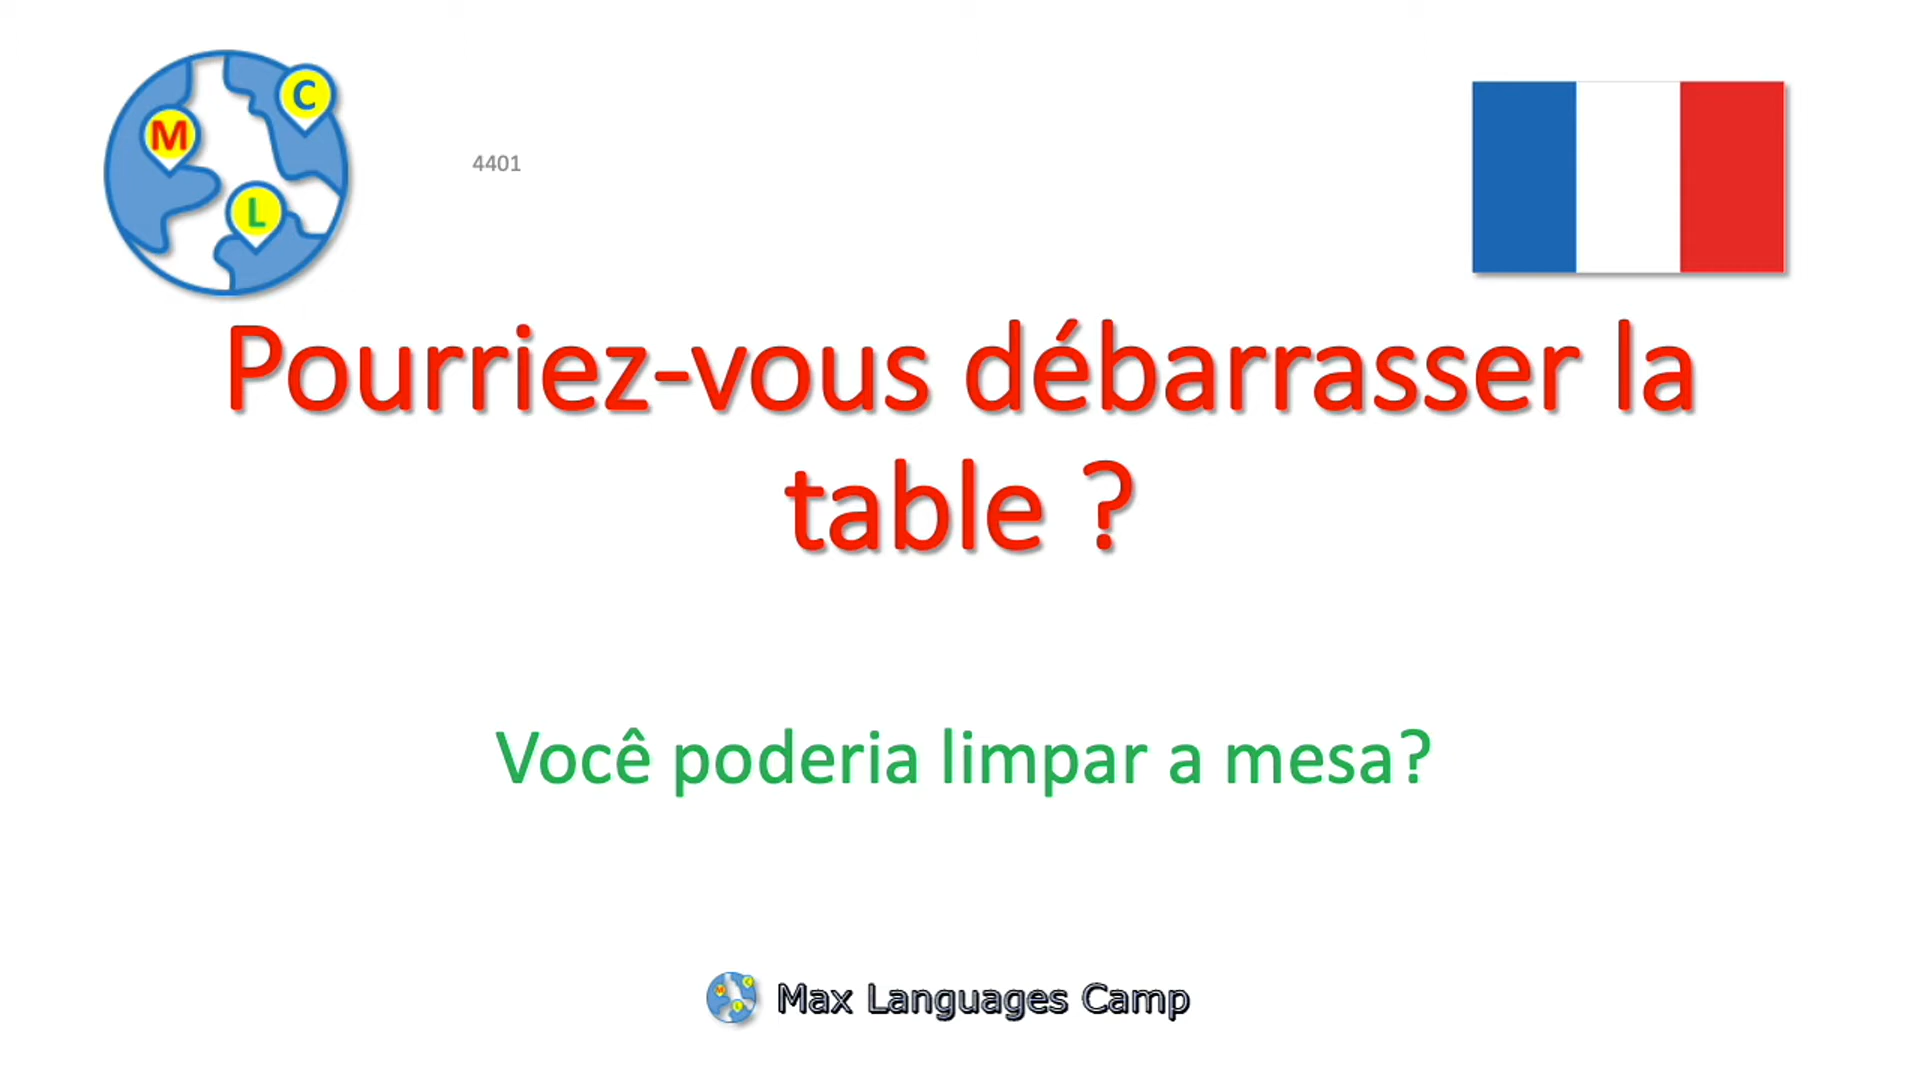 C
M
L
4401
Pourriez-vous débarrasser la
table ?
Você poderia limpar a mesa?
Max Languages Camp